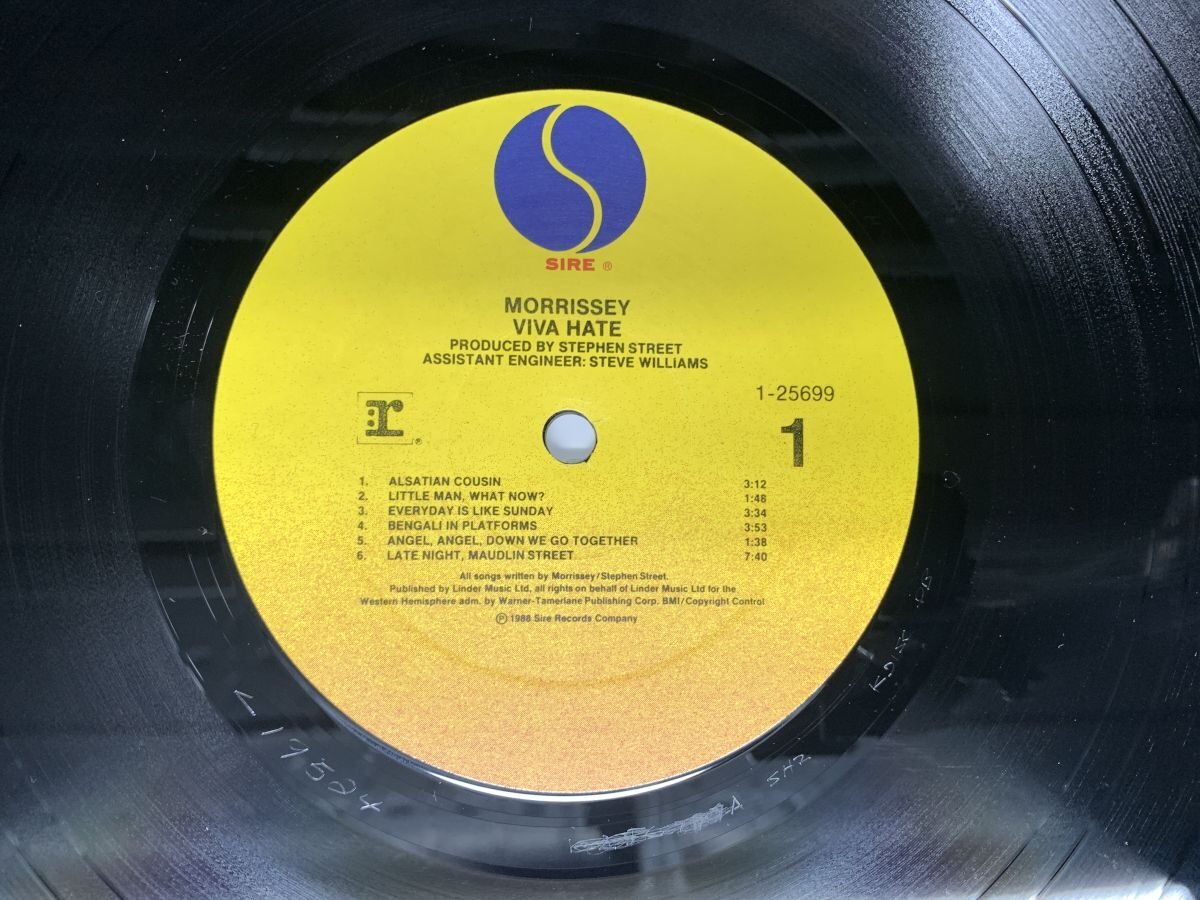 SIRE ®
MORRISSEY
VIVA HATE
PRODUCED BY STEPHEN STREET
ASSISTANT ENGINEER: STEVE WILLIAMS
1-25699
:r ®
1
1. ALSATIAN COUSIN 3:12
2. LITTLE MAN, WHAT NOW? 1:48
3. EVERYDAY IS LIKE SUNDAY 3:34
4. BENGALI IN PLATFORMS 3:53
5. ANGEL, ANGEL, DOWN WE GO TOGETHER 1:38
6. LATE NIGHT, MAUDLIN STREET 7:40
All songs written by Morrissey/Stephen Street.
Published by Linder Music Ltd, all rights on behalf of Linder Music Ltd for the
Western Hemisphere adm. by Warner-Tamerlane Publishing Corp. BMI/Copyright Control
Ⓟ 1988 Sire Records Company
19524
SH2